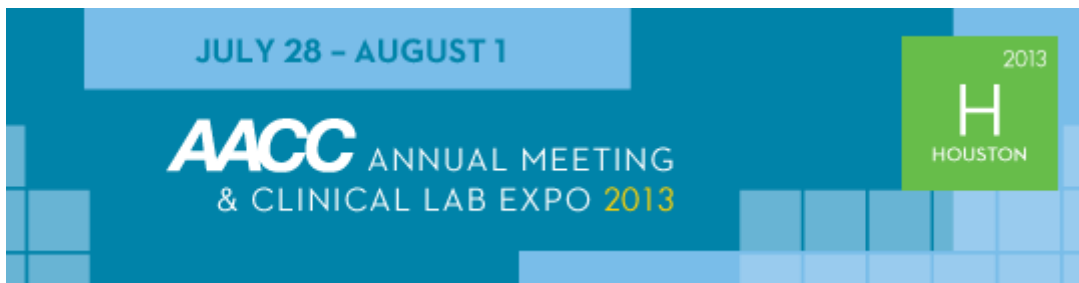 JULY 28 – AUGUST 1
AACC ANNUAL MEETING
& CLINICAL LAB EXPO 2013
2013
H
HOUSTON